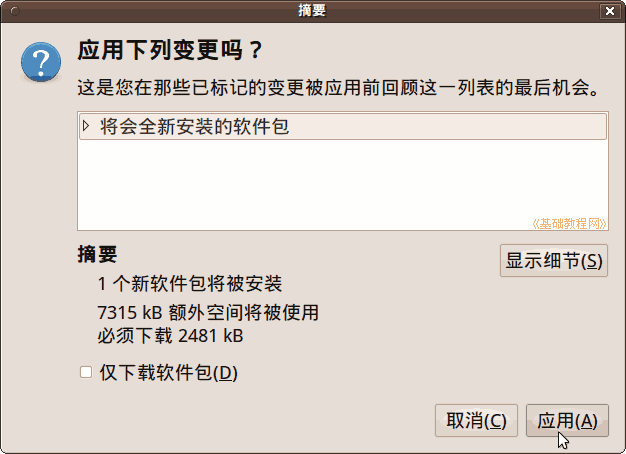 摘要
应用下列变更吗？
这是您在那些已标记的变更被应用前回顾这一列表的最后机会。
将会全新安装的软件包
《基础教程网》
摘要
显示细节(S)
1 个新软件包将被安装
7315 kB 额外空间将被使用
必须下载 2481 kB
仅下载软件包(D)
取消(C)
应用(A)